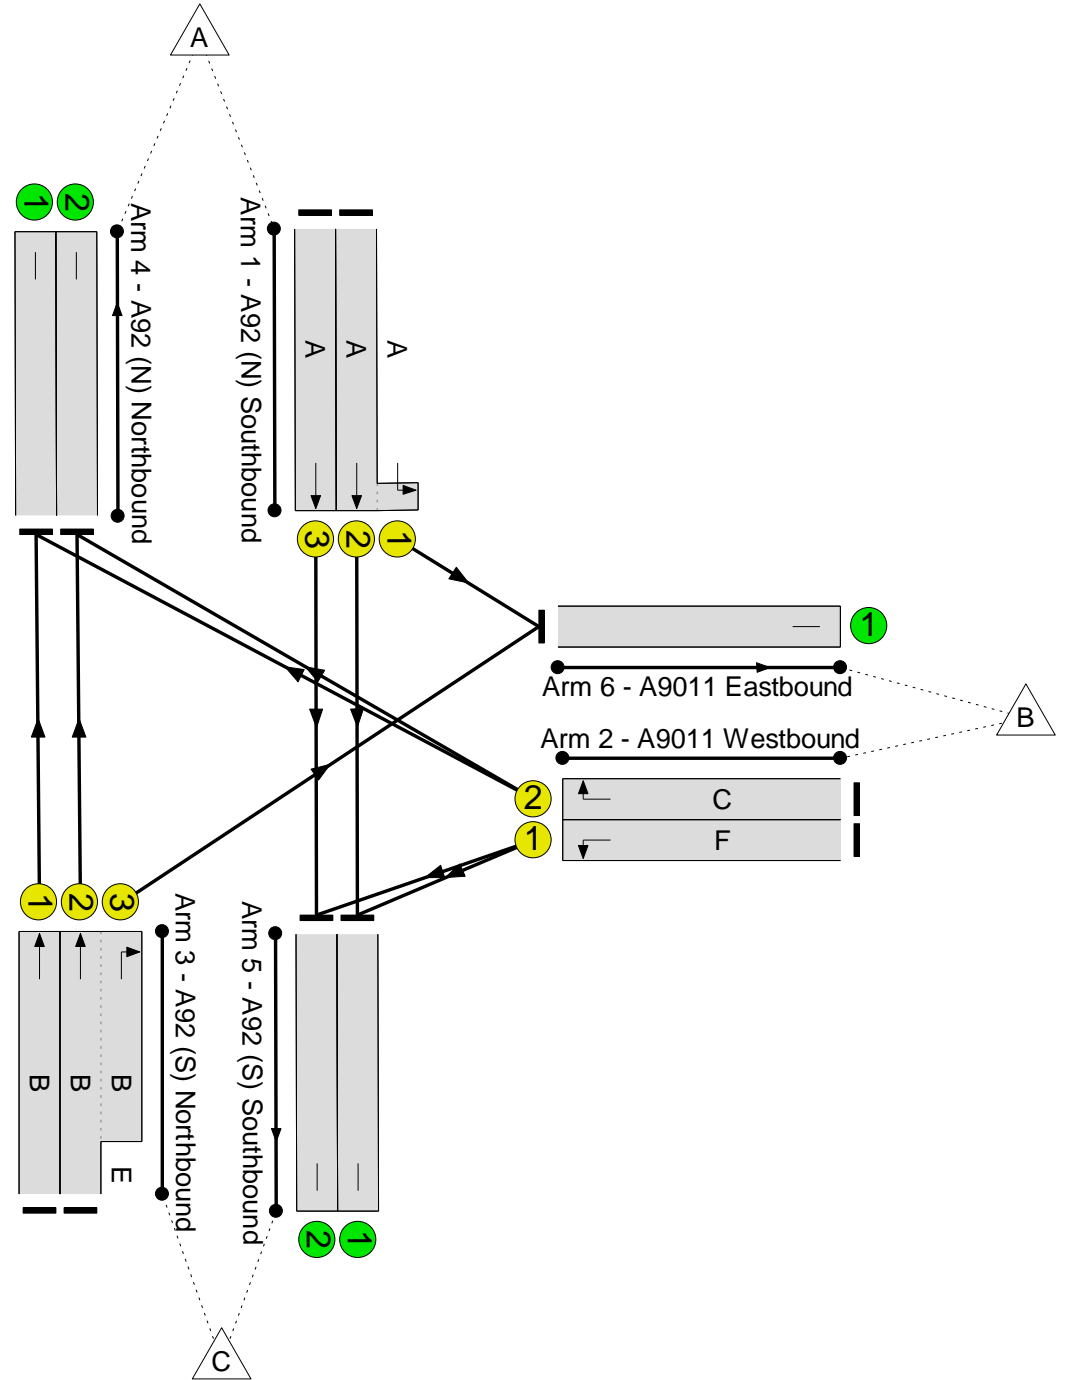 A
1
2
Arm 4 - A92 (N) Northbound
Arm 1 - A92 (N) Southbound
A
A
A
3
2
1
1
Arm 6 - A9011 Eastbound
B
Arm 2 - A9011 Westbound
2
C
1
F
1
2
3
Arm 3 - A92 (S) Northbound
Arm 5 - A92 (S) Southbound
B
B
B
E
2
1
C